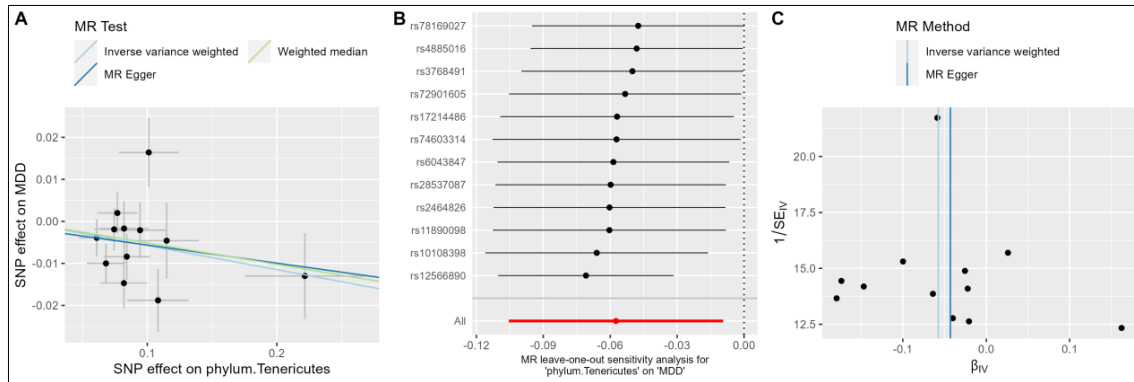 A
MR Test
Inverse variance weighted
Weighted median
MR Egger
0.02
0.01
0.00
-0.01
-0.02
SNP effect on MDD
0.1
0.2
SNP effect on phylum.Tenericutes
B
rs78169027
rs4885016
rs3768491
rs72901605
rs17214486
rs74603314
rs6043847
rs28537087
rs2464826
rs11890098
rs10108398
rs12566890
All
-0.12
-0.09
-0.06
-0.03
0.00
MR leave-one-out sensitivity analysis for
'phylum.Tenericutes' on 'MDD'
C
MR Method
Inverse variance weighted
MR Egger
20.0
17.5
15.0
12.5
1/SE_IV
-0.1
0.0
0.1
β_IV